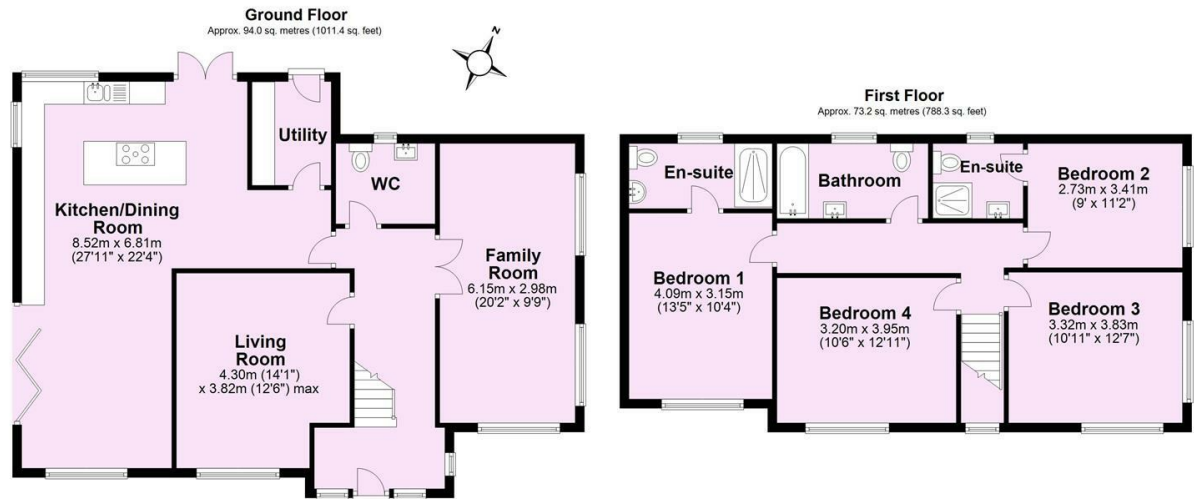 Ground Floor
Approx. 94.0 sq. metres (1011.4 sq. feet)
N
Utility
WC
Kitchen/Dining
Room
8.52m x 6.81m
(27'11" x 22'4")
Family
Room
6.15m x 2.98m
(20'2" x 9'9")
Living
Room
4.30m (14'1")
x 3.82m (12'6") max
First Floor
Approx. 73.2 sq. metres (788.3 sq. feet)
En-suite
Bathroom
En-suite
Bedroom 2
2.73m x 3.41m
(9' x 11'2")
Bedroom 1
4.09m x 3.15m
(13'5" x 10'4")
Bedroom 4
3.20m x 3.95m
(10'6" x 12'11")
Bedroom 3
3.32m x 3.83m
(10'11" x 12'7")